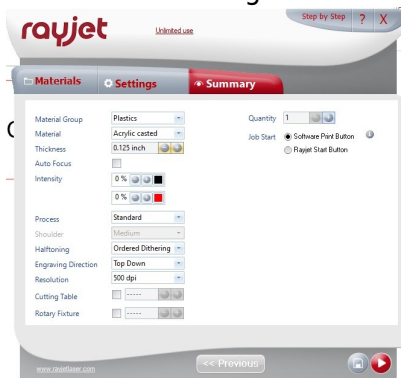 rayjet
Unlimited use
Step by Step ? X
Materials Settings Summary
Material Group Plastics
Material Acrylic casted
Thickness 0.125 inch
Auto Focus
Intensity 0 %
0 %
Process Standard
Shoulder Medium
Halftoning Ordered Dithering
Engraving Direction Top Down
Resolution 500 dpi
Cutting Table -----
Rotary Fixture -----
Quantity 1
Job Start Software Print Button
Rayjet Start Button
www.rayjetlaser.com
<< Previous